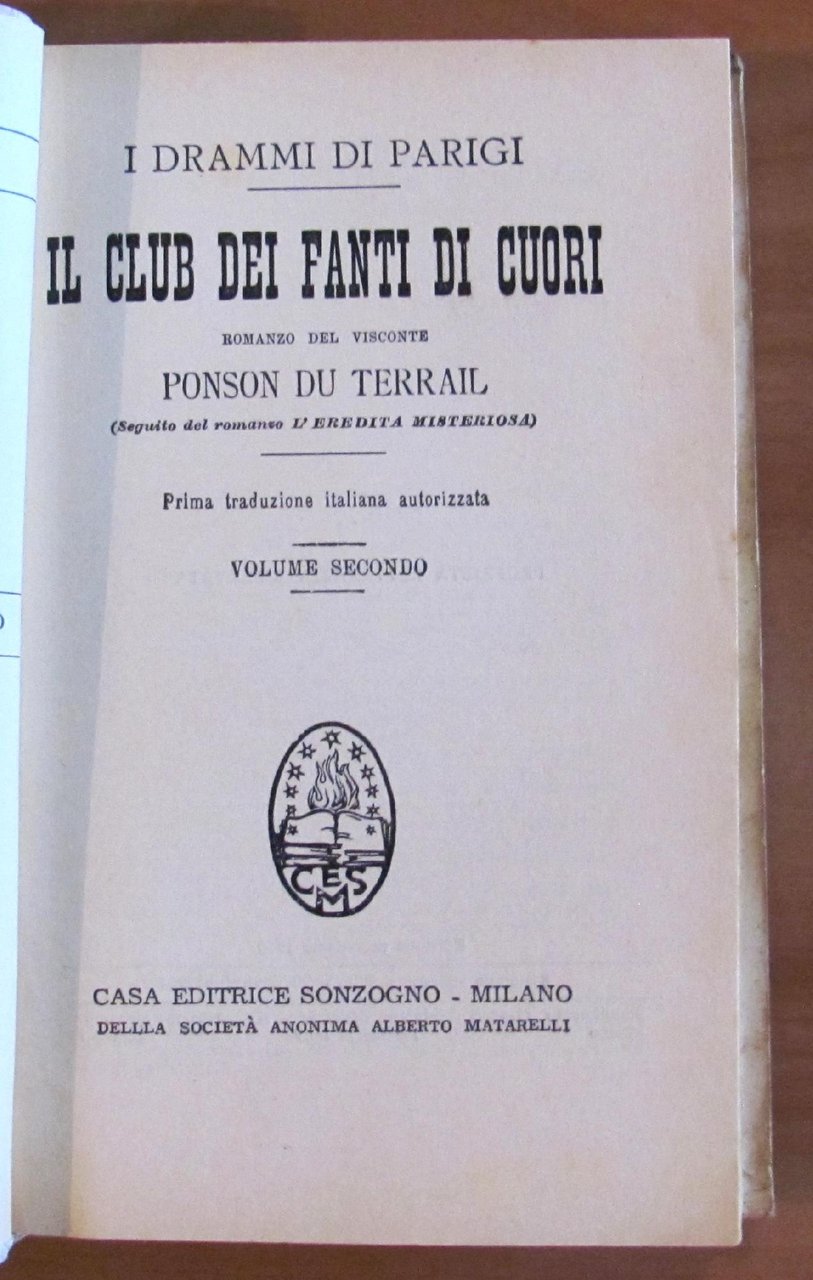 I DRAMMI DI PARIGI
IL CLUB DEI FANTI DI CUORI
ROMANZO DEL VISCONTE
PONSON DU TERRAIL
(Seguito del romanzo L'EREDITA MISTERIOSA)
Prima traduzione italiana autorizzata
VOLUME SECONDO
CES
M
CASA EDITRICE SONZOGNO - MILANO
DELLLA SOCIETÀ ANONIMA ALBERTO MATARELLI